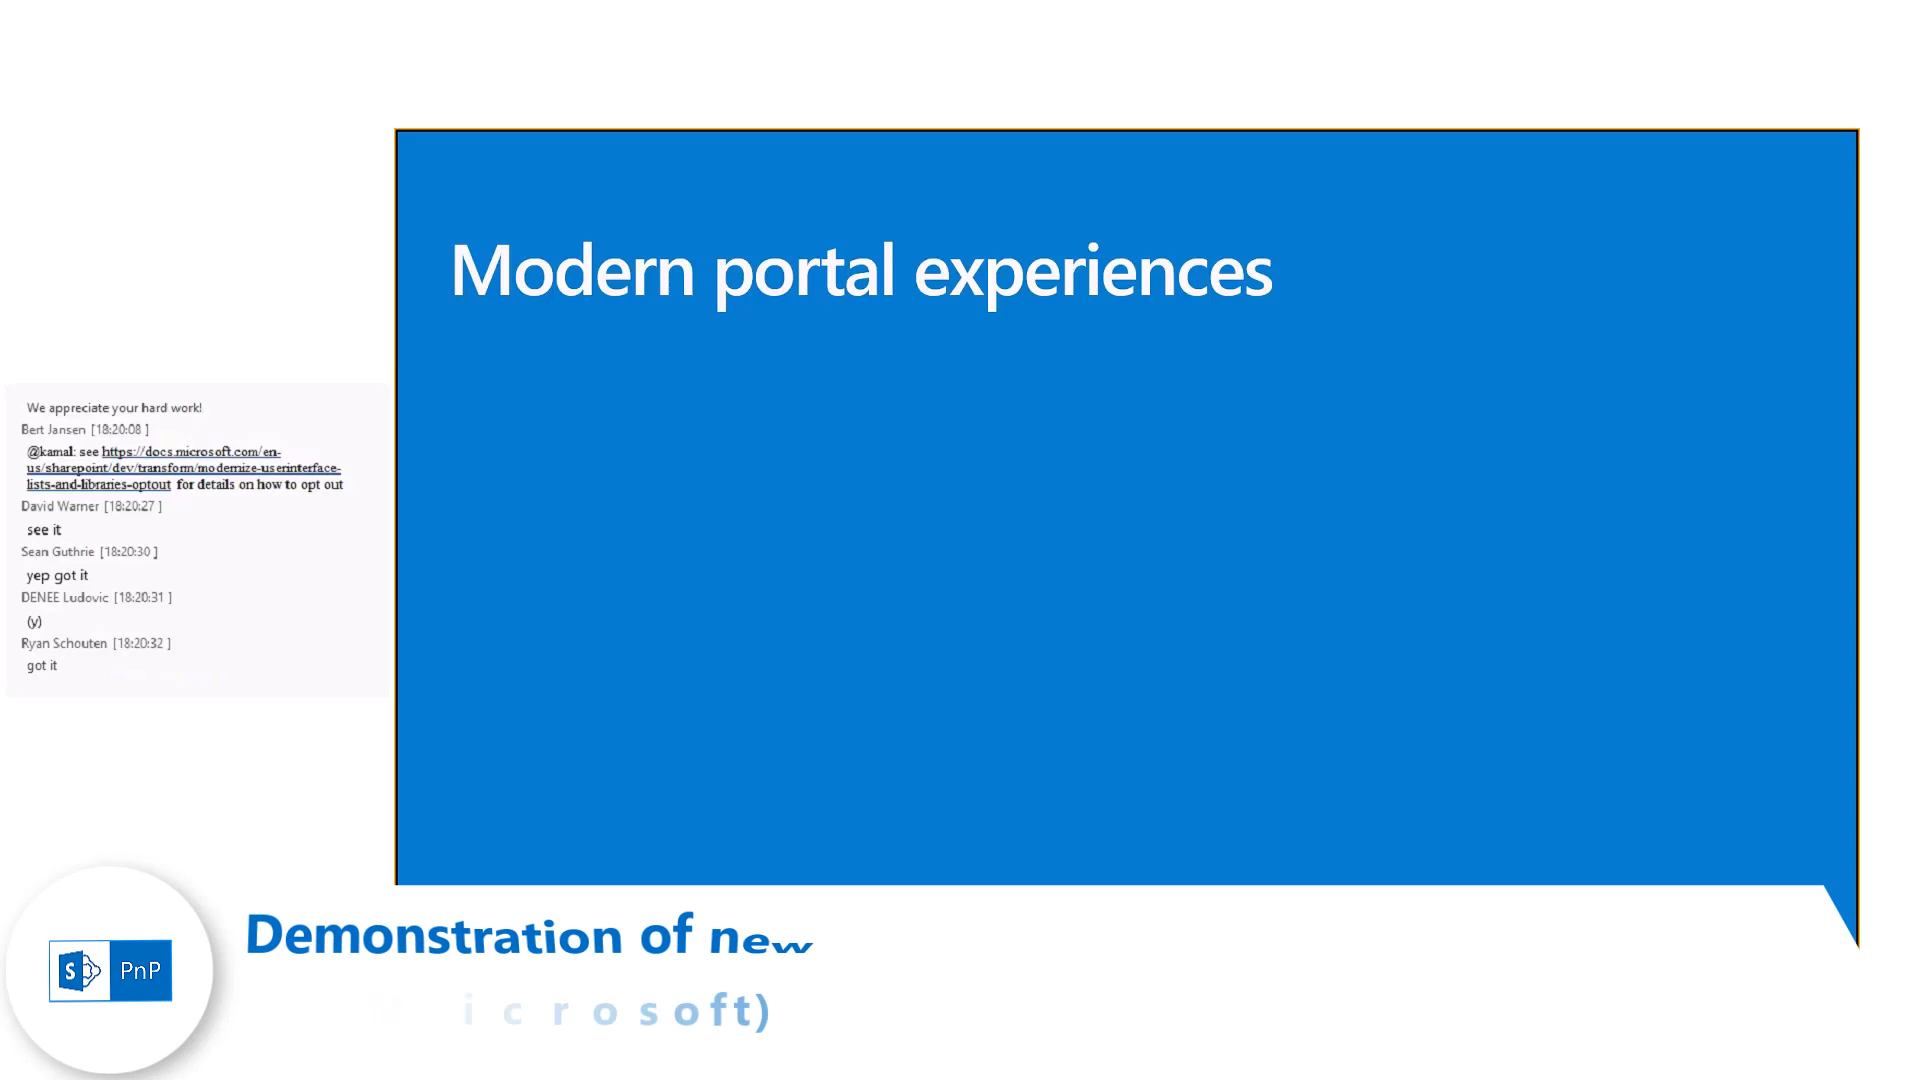 Modern portal experiences
We appreciate your hard work!
Bert Jansen [18:20:08 ]
@kamal: see https://docs.microsoft.com/en-
us/sharepoint/dev/transform/modernize-userinterface-
lists-and-libraries-optout for details on how to opt out
David Warner [18:20:27 ]
see it
Sean Guthrie [18:20:30 ]
yep got it
DENEE Ludovic [18:20:31 ]
(y)
Ryan Schouten [18:20:32 ]
got it
S PnP
Demonstration of new
Microsoft)